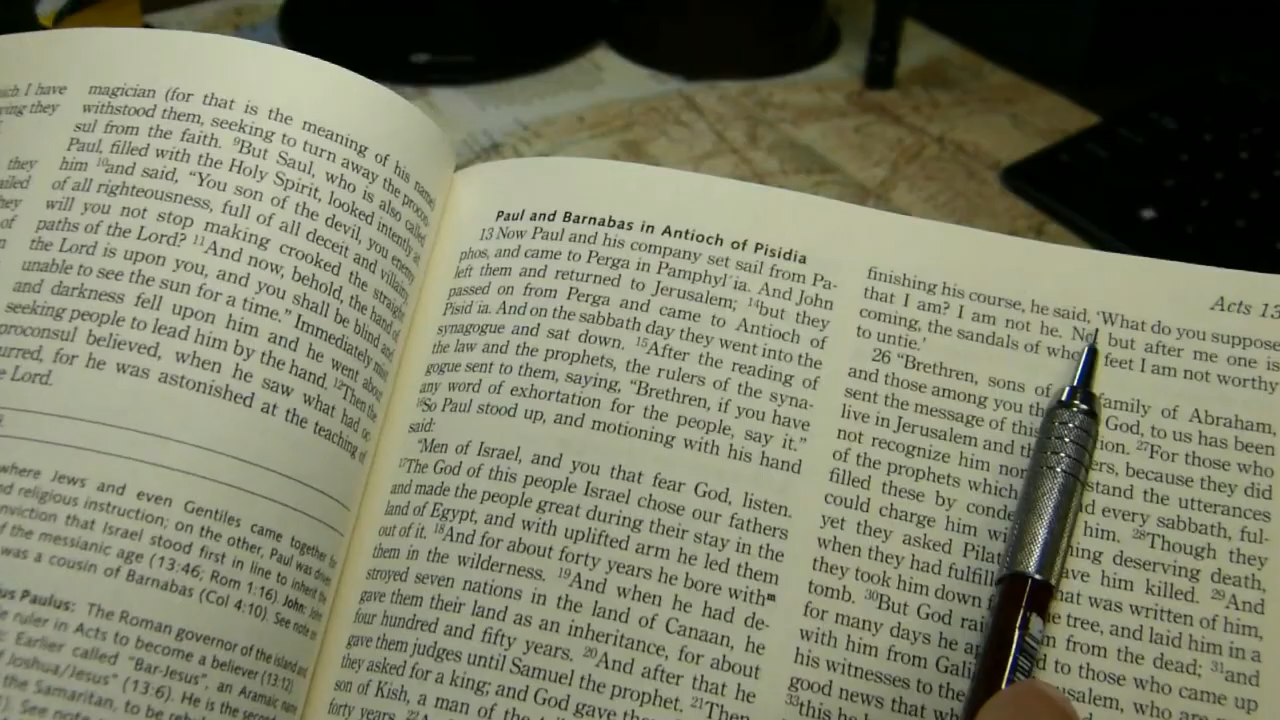 uch I have
ying they
they
ailed
hey
of
magician (for that is the meaning of his name)
withstood them, seeking to turn away the procon-
sul from the faith. ⁹But Saul, who is also called
Paul, filled with the Holy Spirit, looked intently at
him ¹⁰and said, “You son of the devil, you enemy
of all righteousness, full of all deceit and villainy,
will you not stop making crooked the straight
paths of the Lord? ¹¹And now, behold, the hand of
the Lord is upon you, and you shall be blind and
unable to see the sun for a time.” Immediately mist
and darkness fell upon him and he went about
seeking people to lead him by the hand. ¹²Then the
proconsul believed, when he saw what had oc
urred, for he was astonished at the teaching of
e Lord.
where Jews and even Gentiles came together for
nd religious instruction; on the other, Paul was driven
nviction that Israel stood first in line to inherit the
f the messianic age (13:46; Rom 1:16). John: John
was a cousin of Barnabas (Col 4:10). See note on
us Paulus: The Roman governor of the island and
e ruler in Acts to become a believer (13:12).
Earlier called "Bar-Jesus", an Aramaic name
f Joshua/Jesus" (13:6). He is the second
the Samaritan, to be
See note
Paul and Barnabas in Antioch of Pisidia
13 Now Paul and his company set sail from Pa-
phos, and came to Perga in Pamphyl′ia. And John
left them and returned to Jerusalem; ¹⁴but they
passed on from Perga and came to Antioch of
Pisid′ia. And on the sabbath day they went into the
synagogue and sat down. ¹⁵After the reading of
the law and the prophets, the rulers of the syna-
gogue sent to them, saying, “Brethren, if you have
any word of exhortation for the people, say it.”
¹⁶So Paul stood up, and motioning with his hand
said:
“Men of Israel, and you that fear God, listen.
¹⁷The God of this people Israel chose our fathers
and made the people great during their stay in the
land of Egypt, and with uplifted arm he led them
out of it. ¹⁸And for about forty years he bore withᵐ
them in the wilderness. ¹⁹And when he had de-
stroyed seven nations in the land of Canaan, he
gave them their land as an inheritance, for about
four hundred and fifty years. ²⁰And after that he
gave them judges until Samuel the prophet. ²¹Then
they asked for a king; and God gave them
son of Kish, a man of the
forty years. ²²A
Acts 13
finishing his course, he said, ‘What do you suppose
that I am? I am not he. No, but after me one is
coming, the sandals of who feet I am not worthy
to untie.’
26 “Brethren, sons of family of Abraham,
and those among you th God, to us has been
sent the message of this ion. ²⁷For those who
live in Jerusalem and th ers, because they did
not recognize him nor stand the utterances
of the prophets which d every sabbath, ful-
filled these by conde him. ²⁸Though they
could charge him wi hing deserving death,
yet they asked Pilat ave him killed. ²⁹And
when they had fulfill hat was written of him,
they took him down e tree, and laid him in a
tomb. ³⁰But God rai n from the dead; ³¹and
for many days he ap d to those who came up
with him from Gali usalem, who are
his witnesses to the
good news that
³³this he